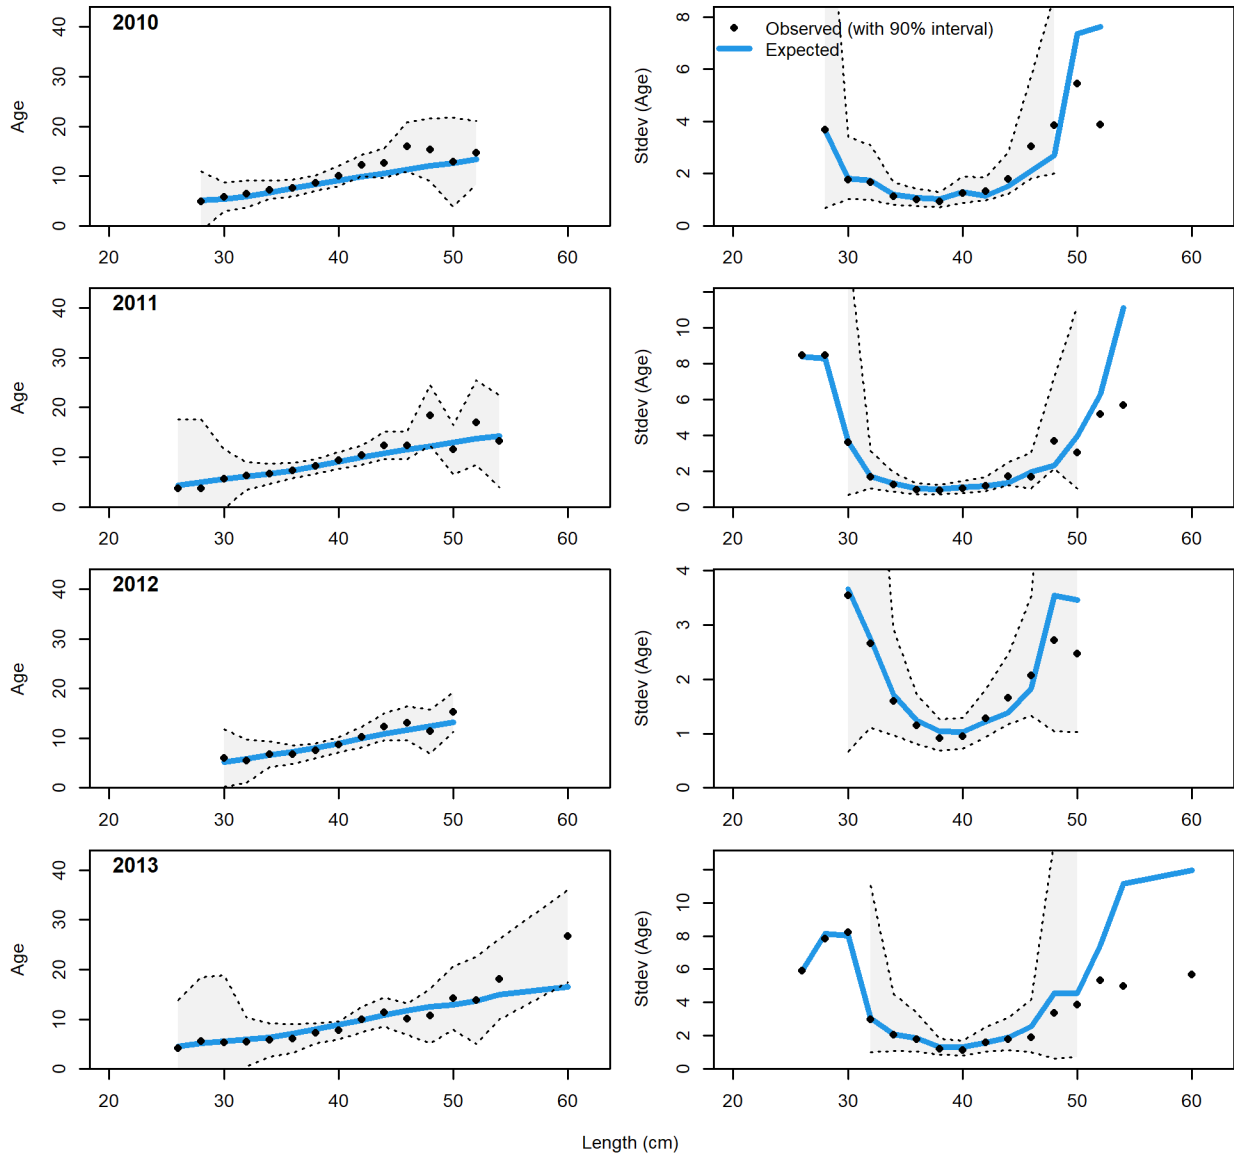 2010
Age
0 10 20 30 40
20 30 40 50 60
Observed (with 90% interval)
Expected
Stdev (Age)
0 2 4 6 8
20 30 40 50 60
2011
Age
0 10 20 30 40
20 30 40 50 60
Stdev (Age)
0 2 4 6 8 10
20 30 40 50 60
2012
Age
0 10 20 30 40
20 30 40 50 60
Stdev (Age)
0 1 2 3 4
20 30 40 50 60
2013
Age
0 10 20 30 40
20 30 40 50 60
Stdev (Age)
0 2 4 6 8 10
20 30 40 50 60
Length (cm)